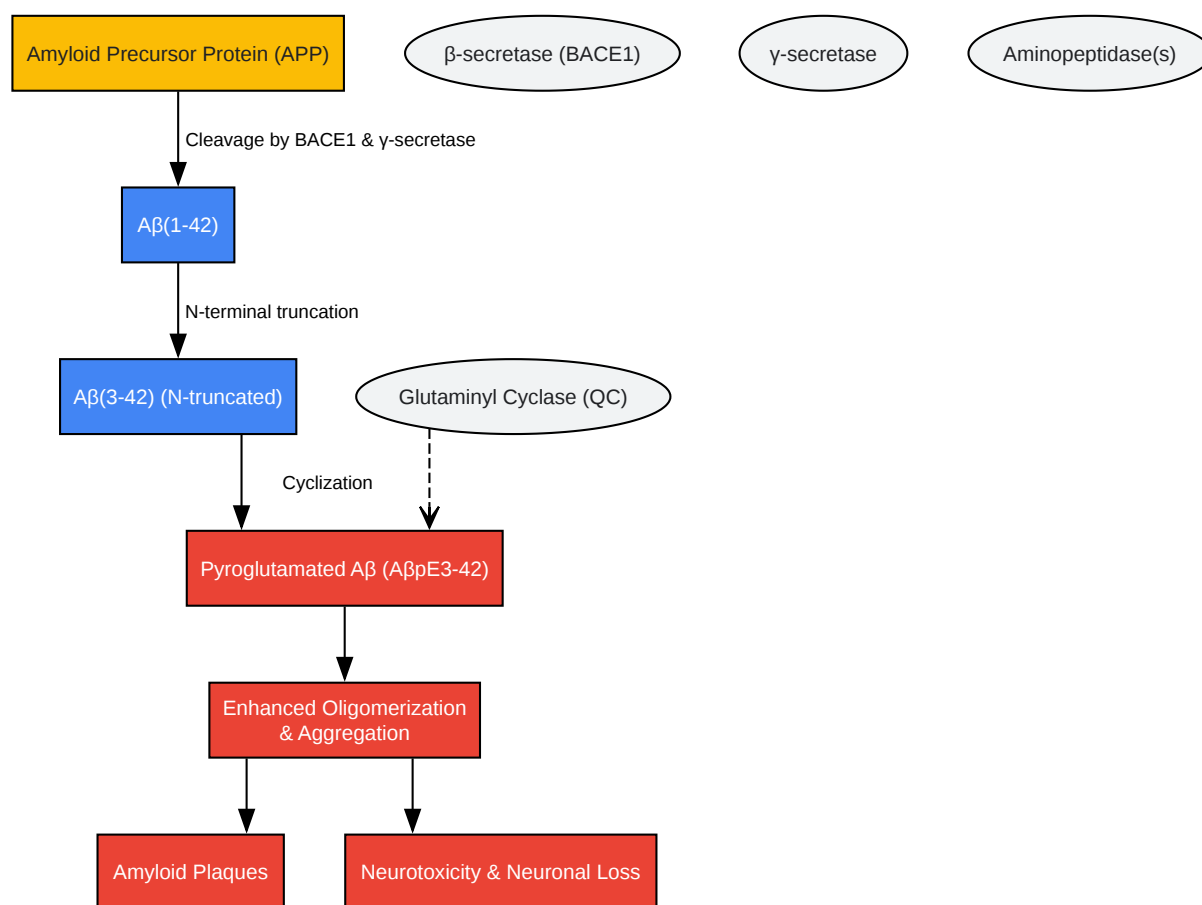 Amyloid Precursor Protein (APP)
β-secretase (BACE1)
γ-secretase
Aminopeptidase(s)
Cleavage by BACE1 & γ-secretase
Aβ(1-42)
N-terminal truncation
Aβ(3-42) (N-truncated)
Glutaminyl Cyclase (QC)
Cyclization
Pyroglutamated Aβ (AβpE3-42)
Enhanced Oligomerization
& Aggregation
Amyloid Plaques
Neurotoxicity & Neuronal Loss